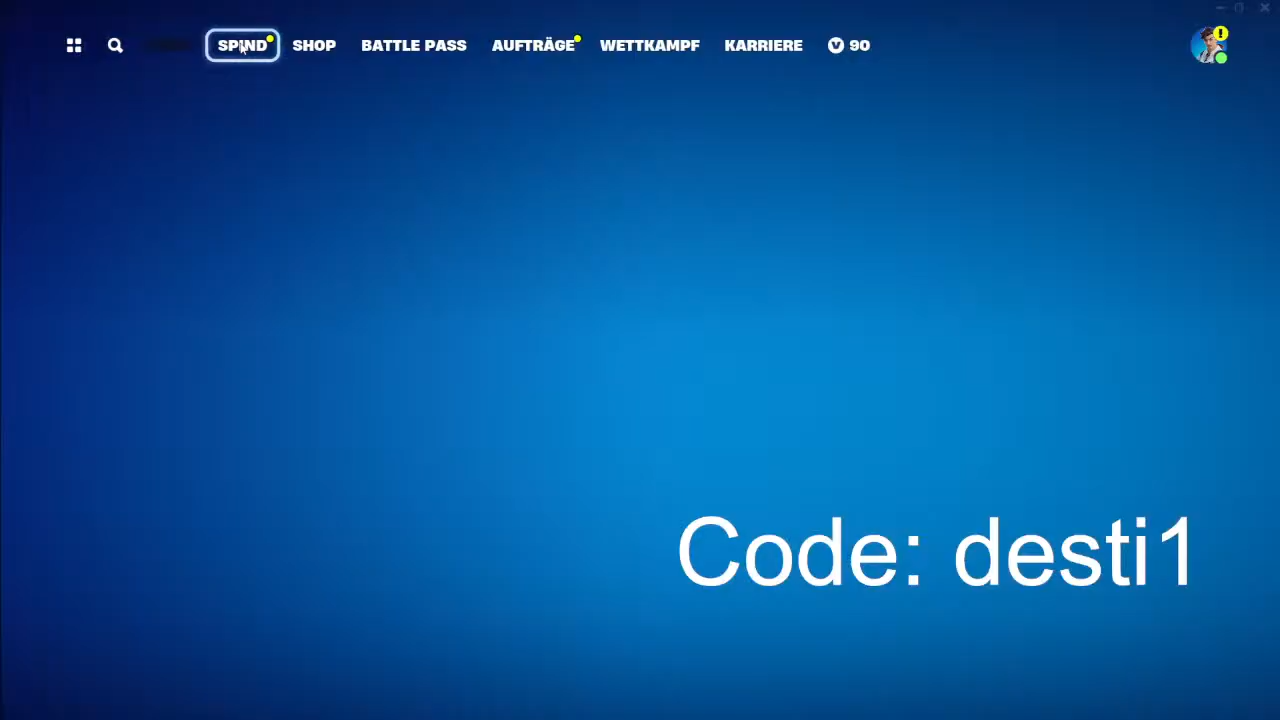 SPIND SHOP BATTLE PASS AUFTRÄGE WETTKAMPF KARRIERE V 90 !
Code: desti1